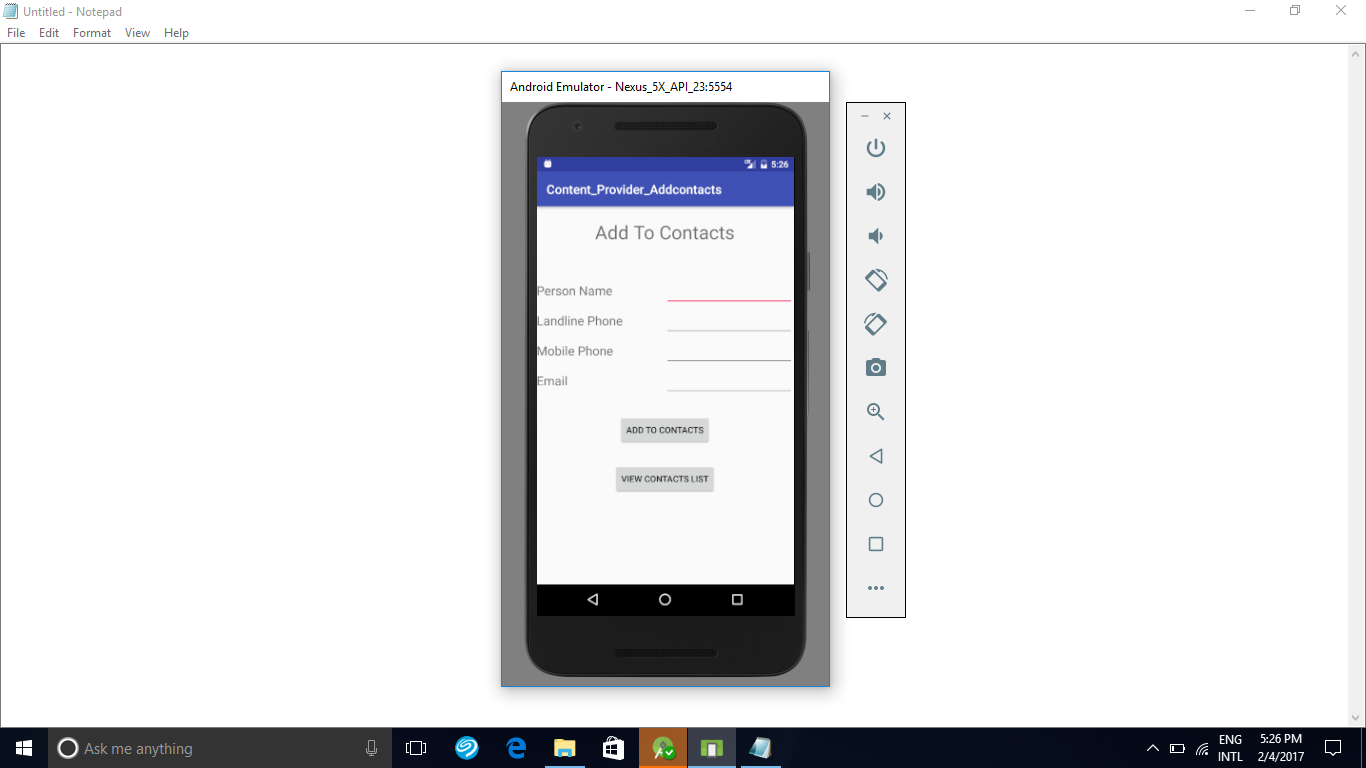 Untitled - Notepad
File Edit Format View Help
Android Emulator - Nexus_5X_API_23:5554
5:26
Content_Provider_Addcontacts
Add To Contacts
Person Name
Landline Phone
Mobile Phone
Email
ADD TO CONTACTS
VIEW CONTACTS LIST
Ask me anything
ENG
INTL
5:26 PM
2/4/2017